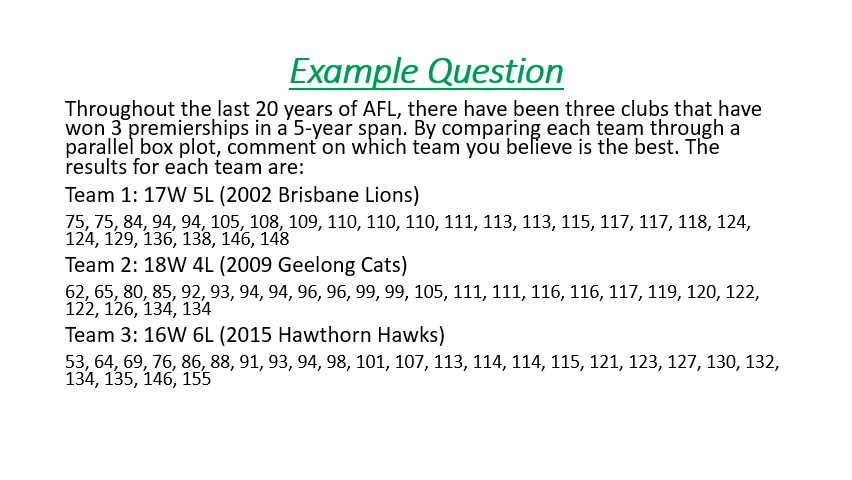 Example Question
Throughout the last 20 years of AFL, there have been three clubs that have
won 3 premierships in a 5-year span. By comparing each team through a
parallel box plot, comment on which team you believe is the best. The
results for each team are:
Team 1: 17W 5L (2002 Brisbane Lions)
75, 75, 84, 94, 94, 105, 108, 109, 110, 110, 110, 111, 113, 113, 115, 117, 117, 118, 124,
124, 129, 136, 138, 146, 148
Team 2: 18W 4L (2009 Geelong Cats)
62, 65, 80, 85, 92, 93, 94, 94, 96, 96, 99, 99, 105, 111, 111, 116, 116, 117, 119, 120, 122,
122, 126, 134, 134
Team 3: 16W 6L (2015 Hawthorn Hawks)
53, 64, 69, 76, 86, 88, 91, 93, 94, 98, 101, 107, 113, 114, 114, 115, 121, 123, 127, 130, 132,
134, 135, 146, 155